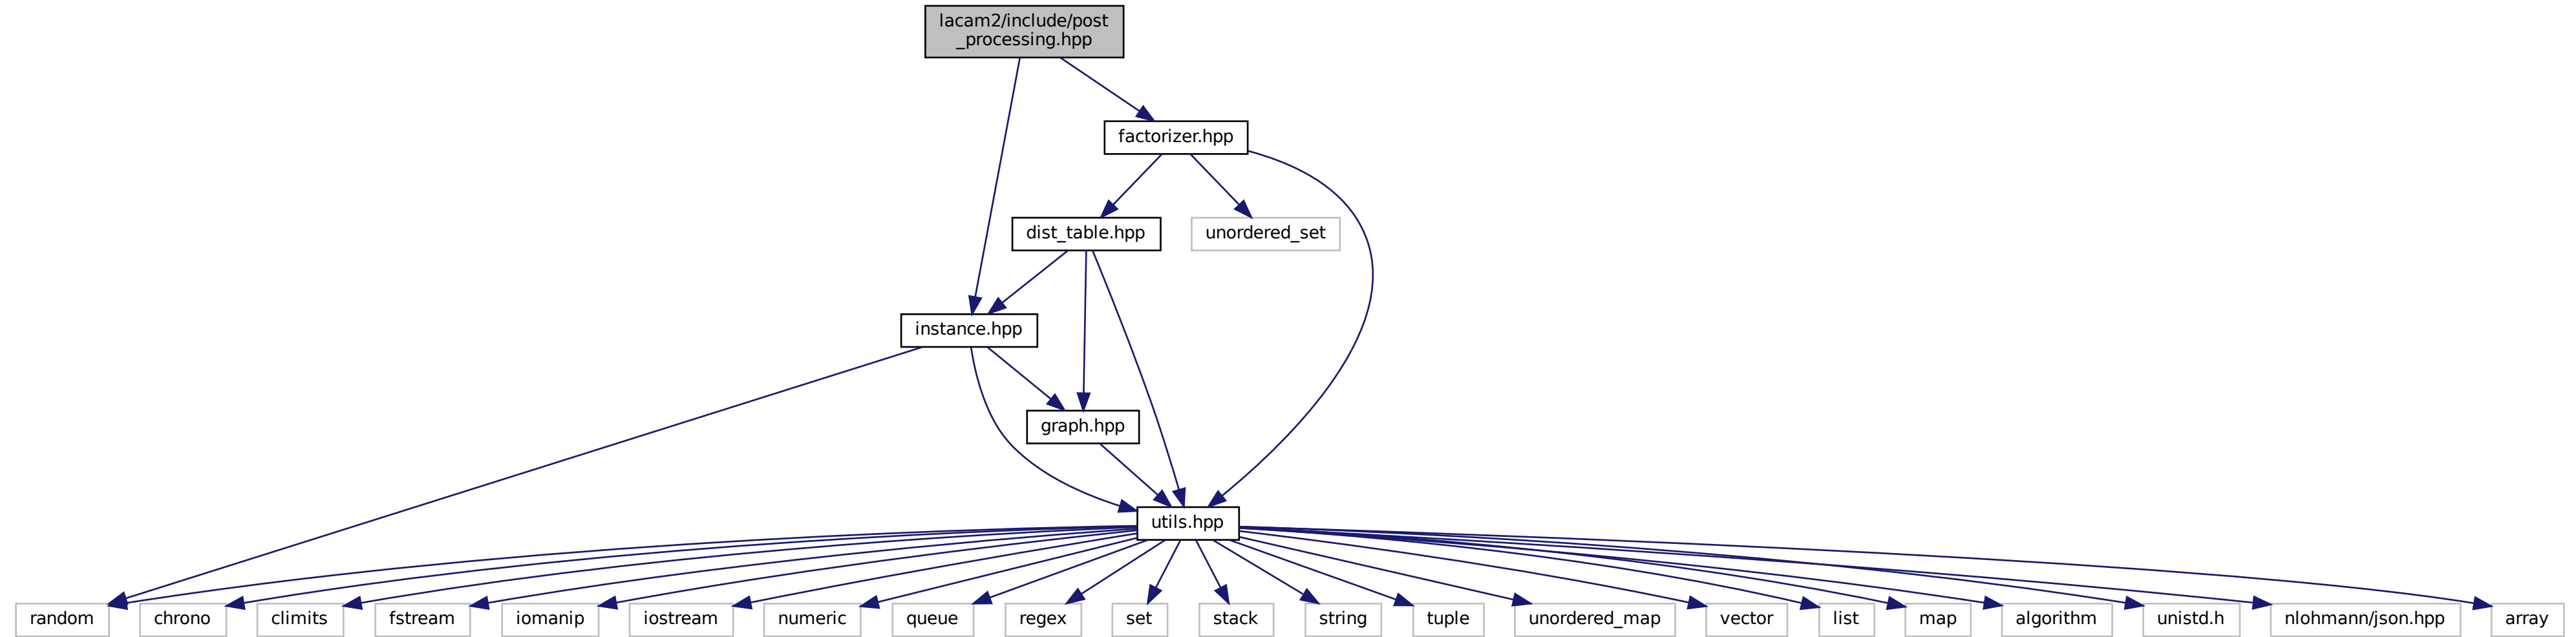 lacam2/include/post
_processing.hpp
factorizer.hpp
dist_table.hpp
unordered_set
instance.hpp
graph.hpp
utils.hpp
random
chrono
climits
fstream
iomanip
iostream
numeric
queue
regex
set
stack
string
tuple
unordered_map
vector
list
map
algorithm
unistd.h
nlohmann/json.hpp
array